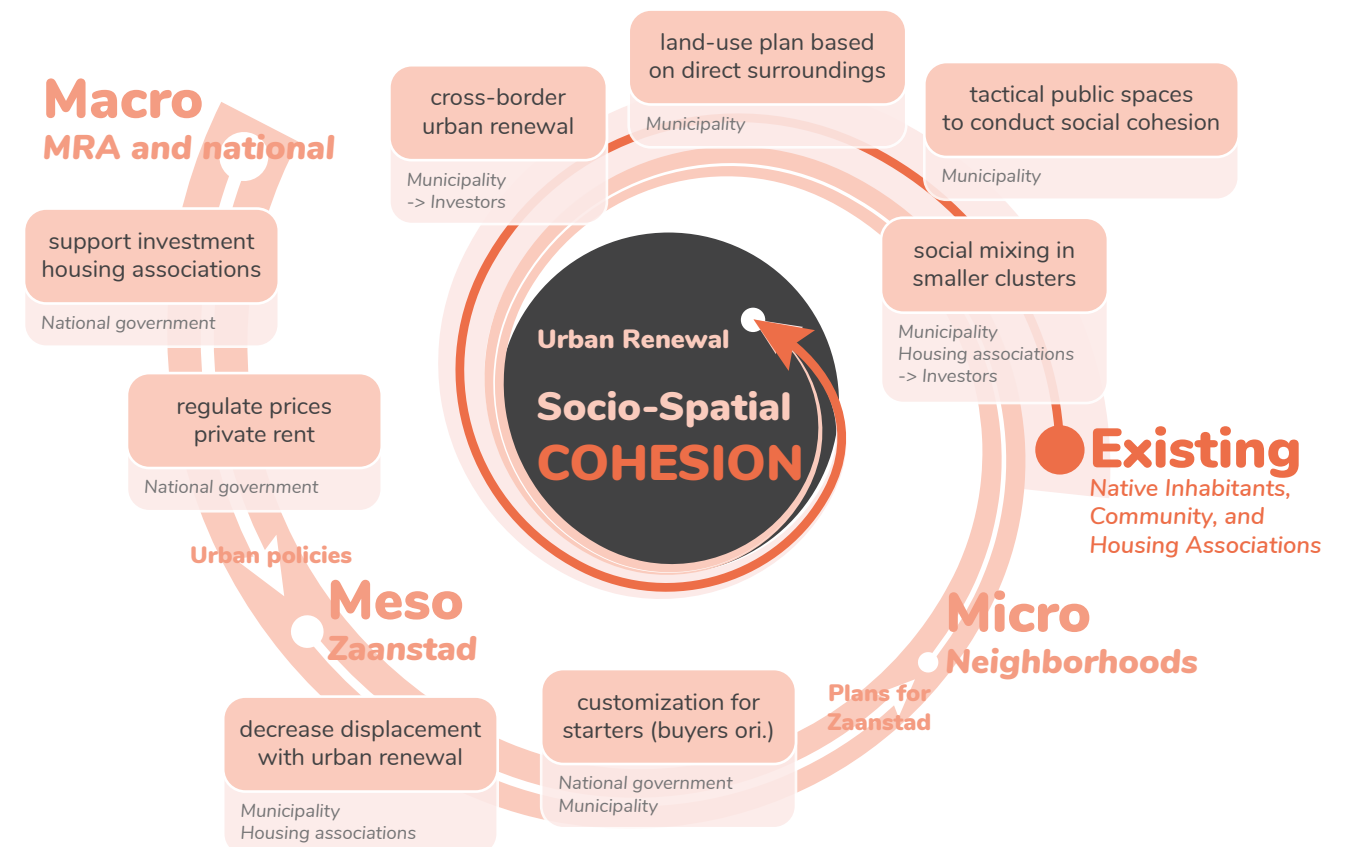 Macro
MRA and national
support investment
housing associations
National government
regulate prices
private rent
National government
Urban policies
Meso
Zaanstad
decrease displacement
with urban renewal
Municipality
Housing associations
customization for
starters (buyers ori.)
National government
Municipality
Plans for
Zaanstad
Micro
Neighborhoods
Existing
Native Inhabitants,
Community, and
Housing Associations
social mixing in
smaller clusters
Municipality
Housing associations
-> Investors
tactical public spaces
to conduct social cohesion
Municipality
land-use plan based
on direct surroundings
Municipality
cross-border
urban renewal
Municipality
-> Investors
Urban Renewal
Socio-Spatial
COHESION